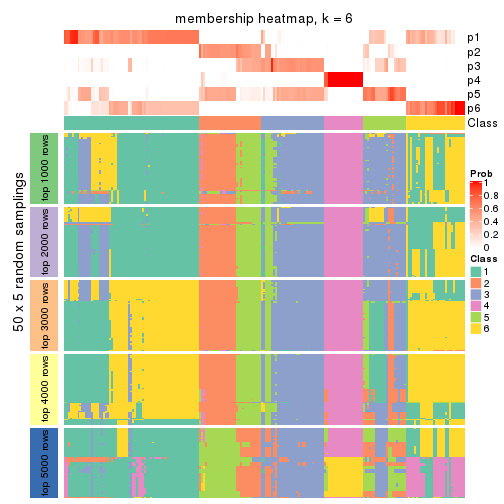 membership heatmap, k = 6
p1
p2
p3
p4
p5
p6
Class
50 x 5 random samplings
top 1000 rows
top 2000 rows
top 3000 rows
top 4000 rows
top 5000 rows
Prob
1
0.8
0.6
0.4
0.2
0
Class
1
2
3
4
5
6